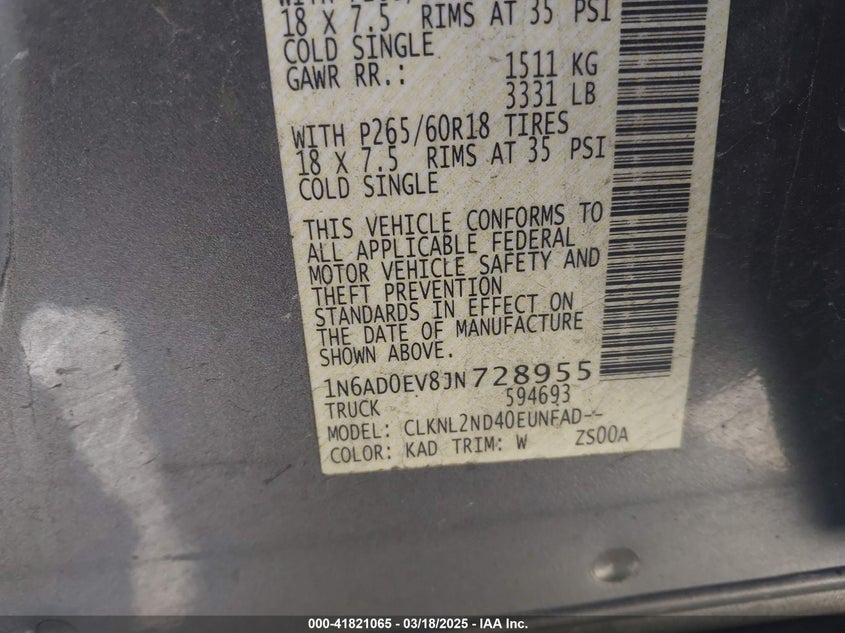 18 X 7.5 RIMS AT 35 PSI
COLD SINGLE
GAWR RR.: 1511 KG
3331 LB
WITH P265/60R18 TIRES
18 X 7.5 RIMS AT 35 PSI
COLD SINGLE
THIS VEHICLE CONFORMS TO
ALL APPLICABLE FEDERAL
MOTOR VEHICLE SAFETY AND
THEFT PREVENTION
STANDARDS IN EFFECT ON
THE DATE OF MANUFACTURE
SHOWN ABOVE.
1N6AD0EV8JN728955
TRUCK 594693
MODEL: CLKNL2ND40EUNFAD--
COLOR: KAD TRIM: W ZS00A
000-41821065 - 03/18/2025 - IAA Inc.